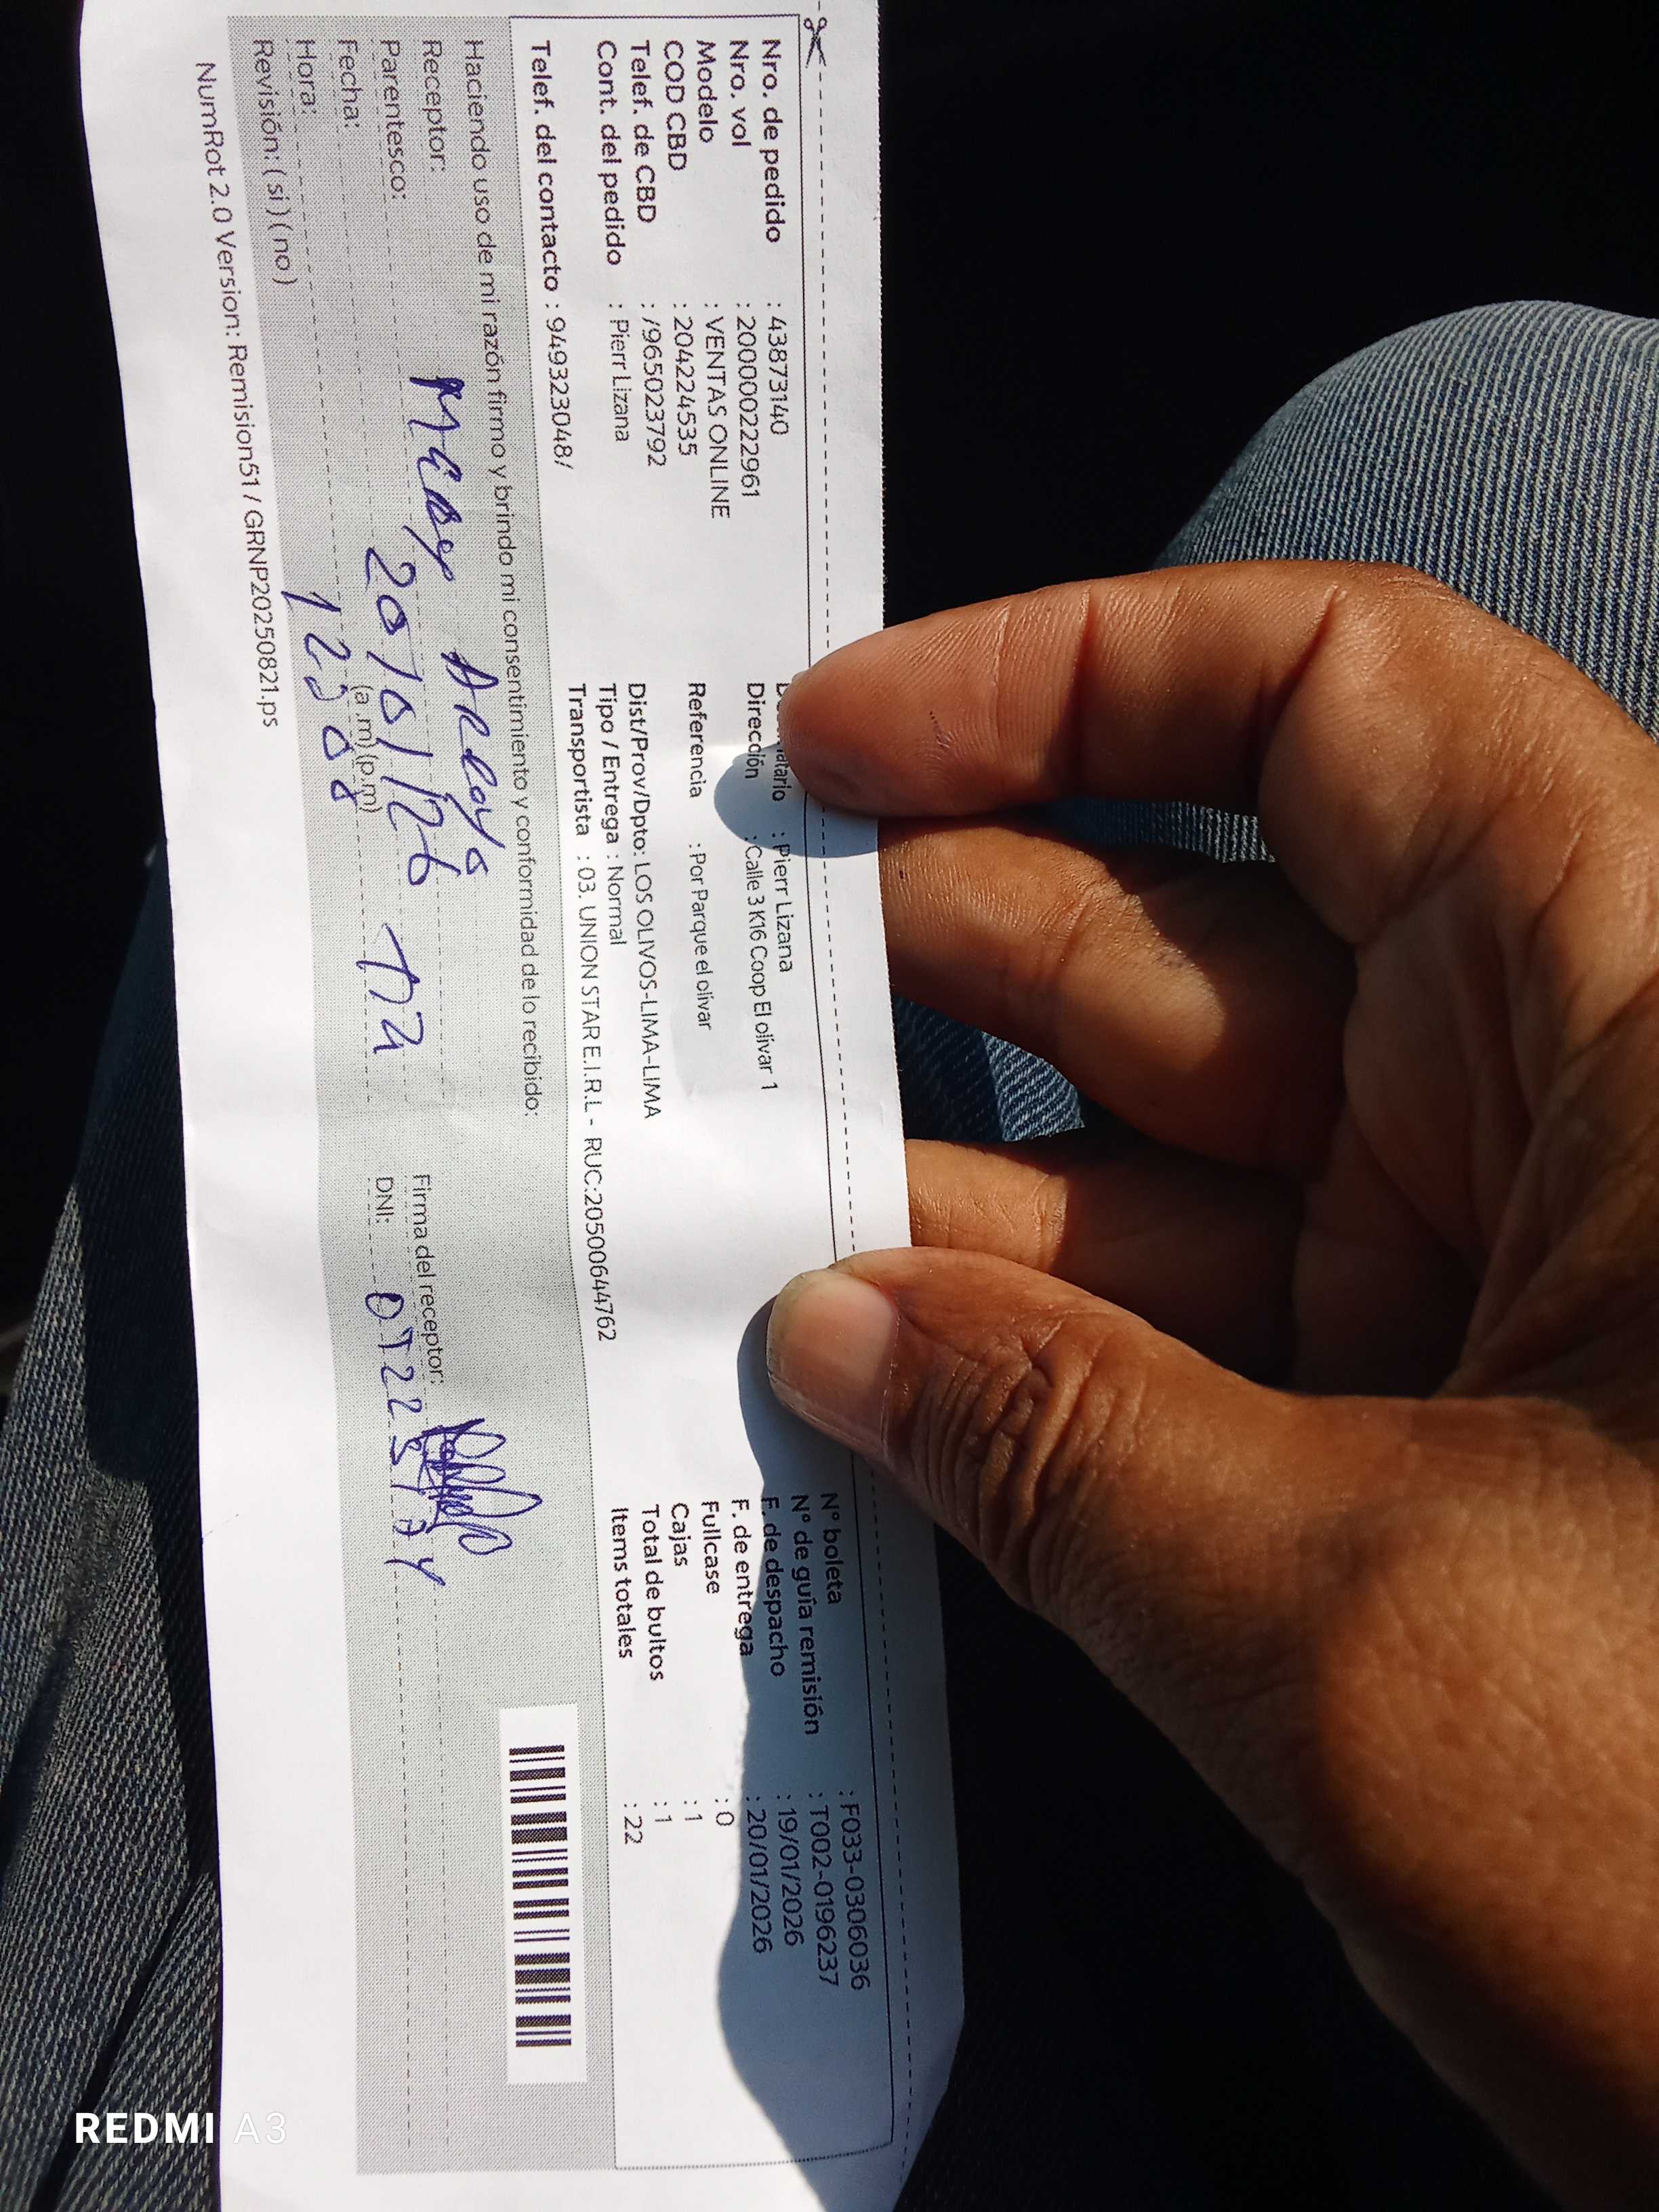 Nro. de pedido : 43873140
Nro. vol : 2000022961
Modelo : VENTAS ONLINE
COD CBD : 204224535
Telef. de CBD : /965023792
Cont. del pedido : Pierr Lizana
Telef. del contacto : 949323048/
: Pierr Lizana
Dirección : Calle 3 K16 Coop El olivar 1
Referencia : Por Parque el olivar
Dist/Prov/Dpto: LOS OLIVOS-LIMA-LIMA
Tipo / Entrega : Normal
Transportista : 03. UNION STAR E.I.R.L - RUC:20500644762
N° boleta : F033-0306036
N° de guía remisión : T002-0196237
F. de despacho : 19/01/2026
F. de entrega : 20/01/2026
Fullcase : 0
Cajas : 1
Total de bultos : 1
Items totales : 22
Haciendo uso de mi razón firmo y brindo mi consentimiento y conformidad de lo recibido:
Receptor:
Parentesco:
Fecha: 20/01/26
Hora: (a .m) (p.m)
Revisión: ( si ) ( no )
Firma del receptor:
DNI:
NumRot 2.0 Version: Remision51 / GRNP20250821.ps
REDMI A3